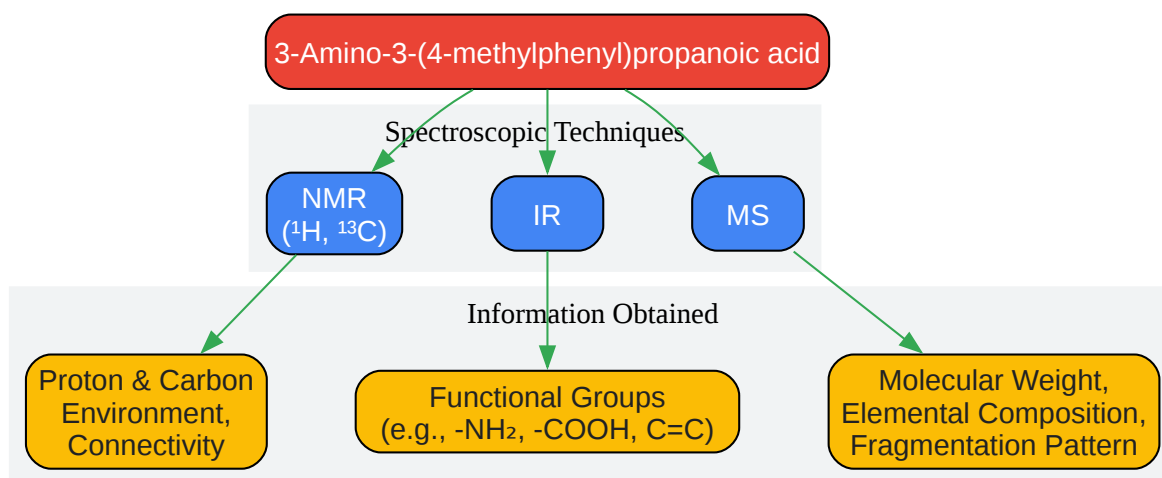 3-Amino-3-(4-methylphenyl)propanoic acid
Spectroscopic Techniques
NMR
(¹H, ¹³C)
IR
MS
Information Obtained
Proton & Carbon
Environment,
Connectivity
Functional Groups
(e.g., -NH₂, -COOH, C=C)
Molecular Weight,
Elemental Composition,
Fragmentation Pattern